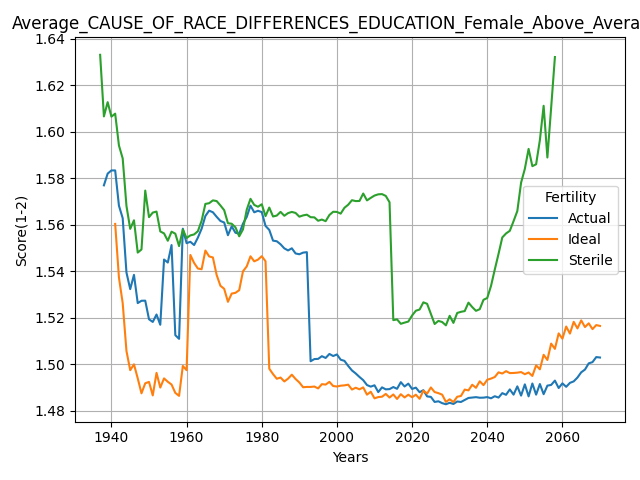 Average_CAUSE_OF_RACE_DIFFERENCES_EDUCATION_Female_Above_Avera
1.64
1.62
1.60
1.58
1.56
1.54
1.52
1.50
1.48
Score(1-2)
Fertility
Actual
Ideal
Sterile
1940 1960 1980 2000 2020 2040 2060
Years